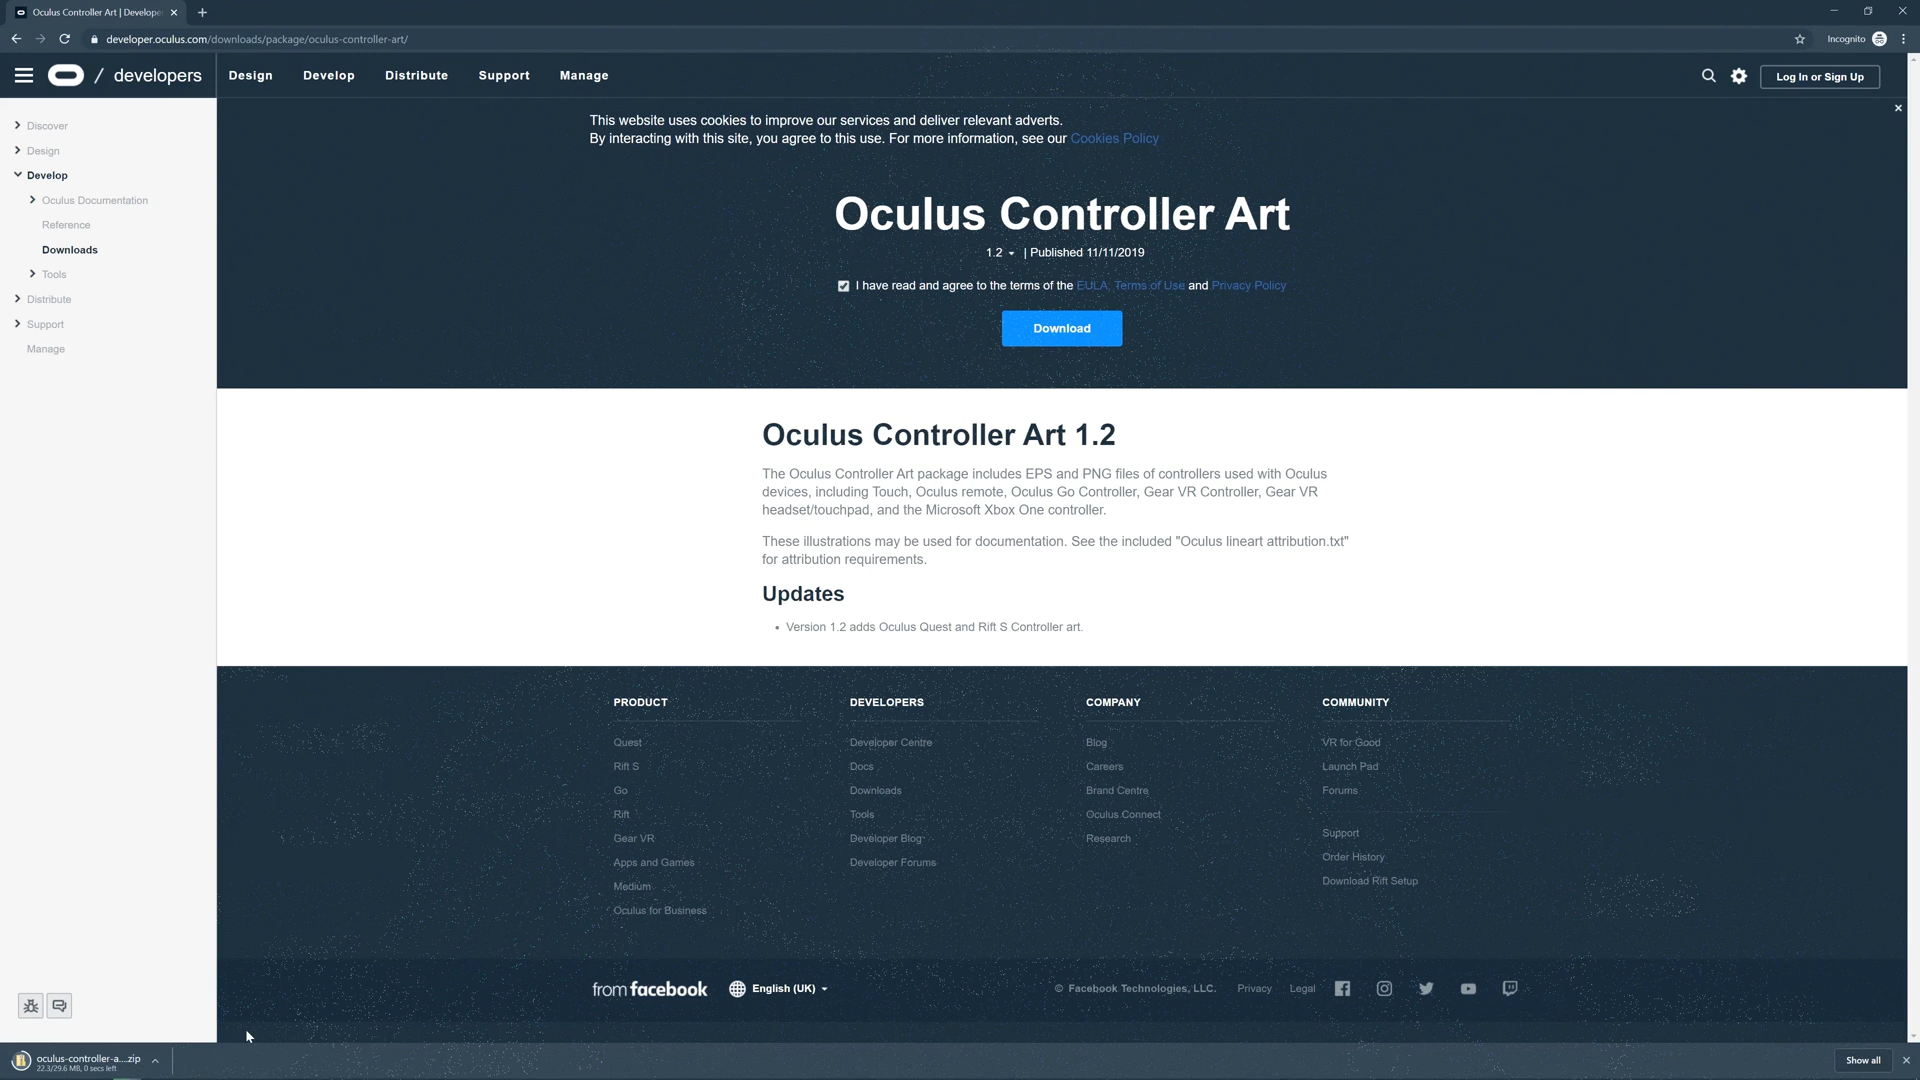 Oculus Controller Art | Develope
developer.oculus.com/downloads/package/oculus-controller-art/
Incognito
/ developers
Design
Develop
Distribute
Support
Manage
Log In or Sign Up
Discover
Design
Develop
Oculus Documentation
Reference
Downloads
Tools
Distribute
Support
Manage
This website uses cookies to improve our services and deliver relevant adverts.
By interacting with this site, you agree to this use. For more information, see our Cookies Policy
Oculus Controller Art
1.2 | Published 11/11/2019
I have read and agree to the terms of the EULA, Terms of Use and Privacy Policy
Download
Oculus Controller Art 1.2
The Oculus Controller Art package includes EPS and PNG files of controllers used with Oculus
devices, including Touch, Oculus remote, Oculus Go Controller, Gear VR Controller, Gear VR
headset/touchpad, and the Microsoft Xbox One controller.
These illustrations may be used for documentation. See the included "Oculus lineart attribution.txt"
for attribution requirements.
Updates
• Version 1.2 adds Oculus Quest and Rift S Controller art.
PRODUCT
Quest
Rift S
Go
Rift
Gear VR
Apps and Games
Medium
Oculus for Business
DEVELOPERS
Developer Centre
Docs
Downloads
Tools
Developer Blog
Developer Forums
COMPANY
Blog
Careers
Brand Centre
Oculus Connect
Research
COMMUNITY
VR for Good
Launch Pad
Forums
Support
Order History
Download Rift Setup
from facebook
English (UK)
© Facebook Technologies, LLC.
Privacy
Legal
oculus-controller-a....zip
22.3/29.6 MB, 0 secs left
Show all